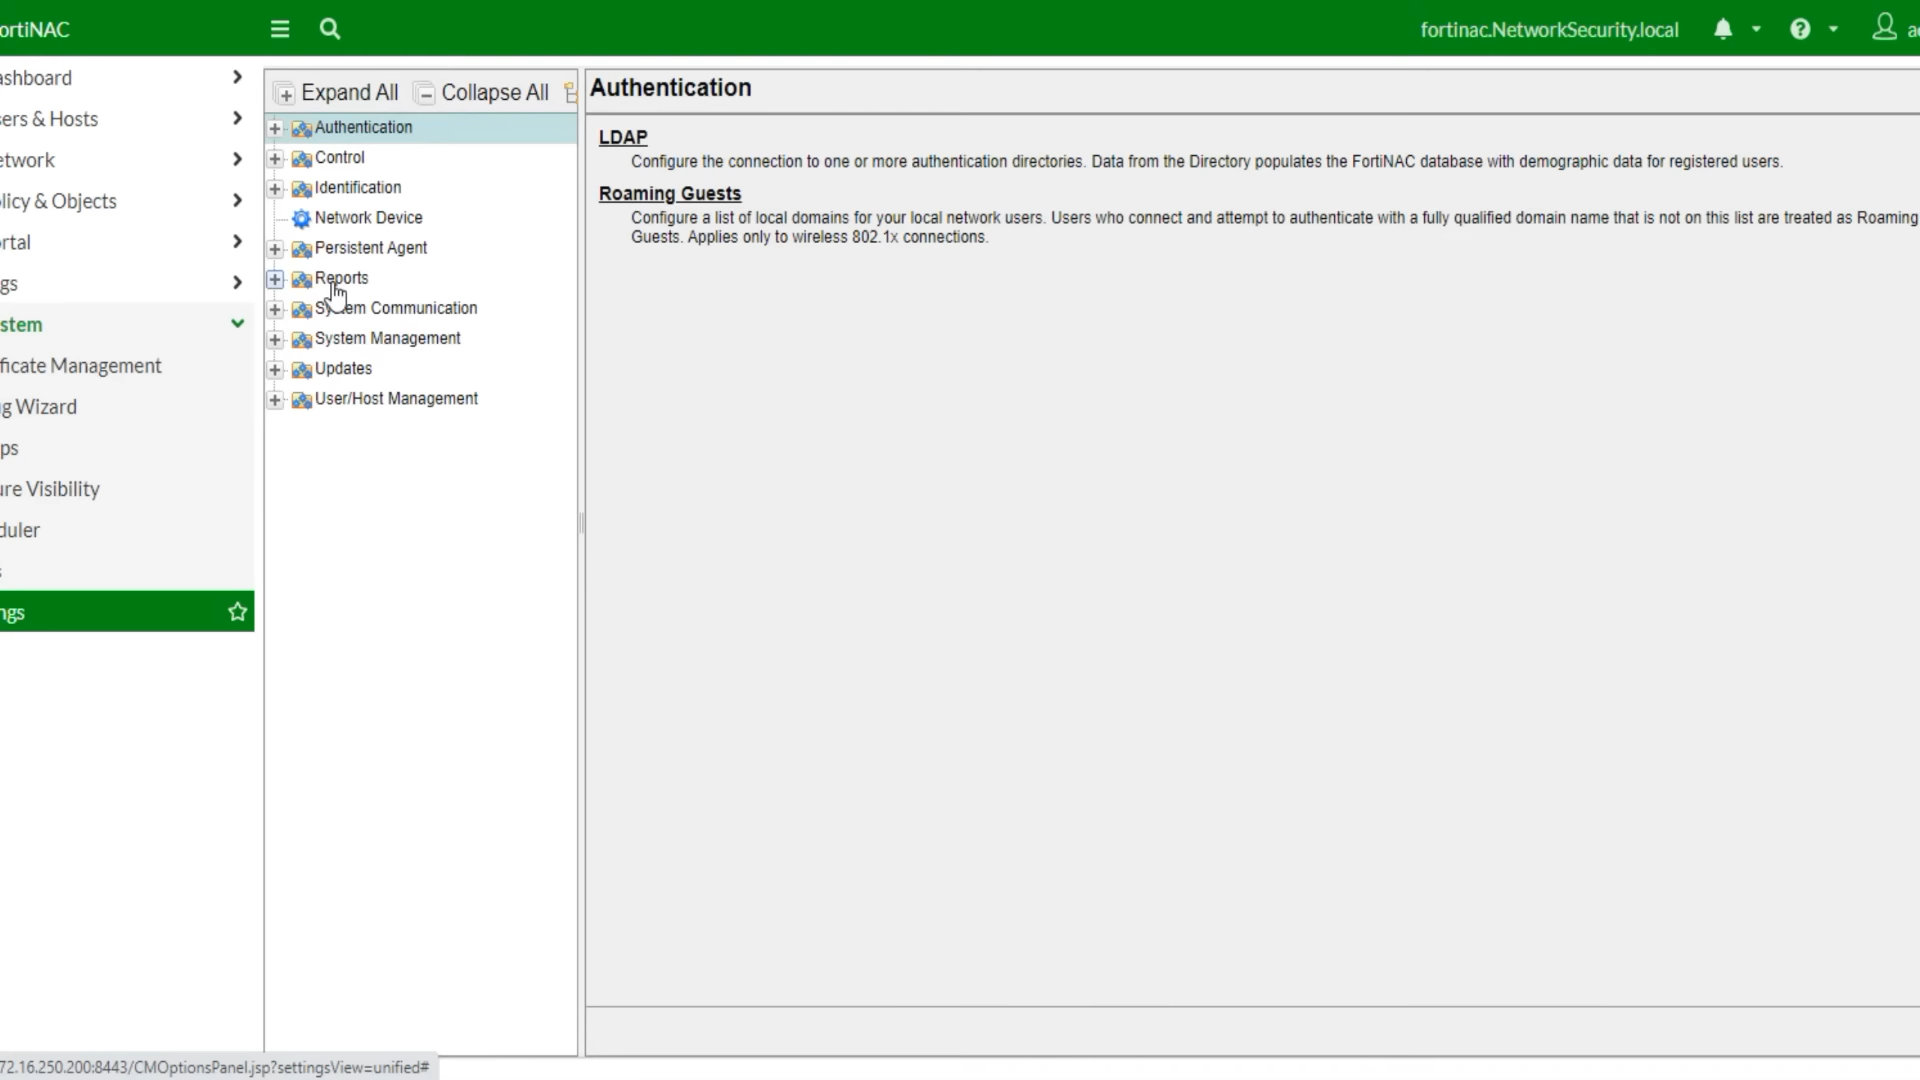 ortiNAC
fortinac.NetworkSecurity.local
ashboard
sers & Hosts
etwork
licy & Objects
rtal
gs
stem
ficate Management
g Wizard
ps
ure Visibility
duler
s
ngs
Expand All
Collapse All
Authentication
Control
Identification
Network Device
Persistent Agent
Reports
System Communication
System Management
Updates
User/Host Management
Authentication
LDAP
Configure the connection to one or more authentication directories. Data from the Directory populates the FortiNAC database with demographic data for registered users.
Roaming Guests
Configure a list of local domains for your local network users. Users who connect and attempt to authenticate with a fully qualified domain name that is not on this list are treated as Roaming
Guests. Applies only to wireless 802.1x connections.
72.16.250.200:8443/CMOptionsPanel.jsp?settingsView=unified#